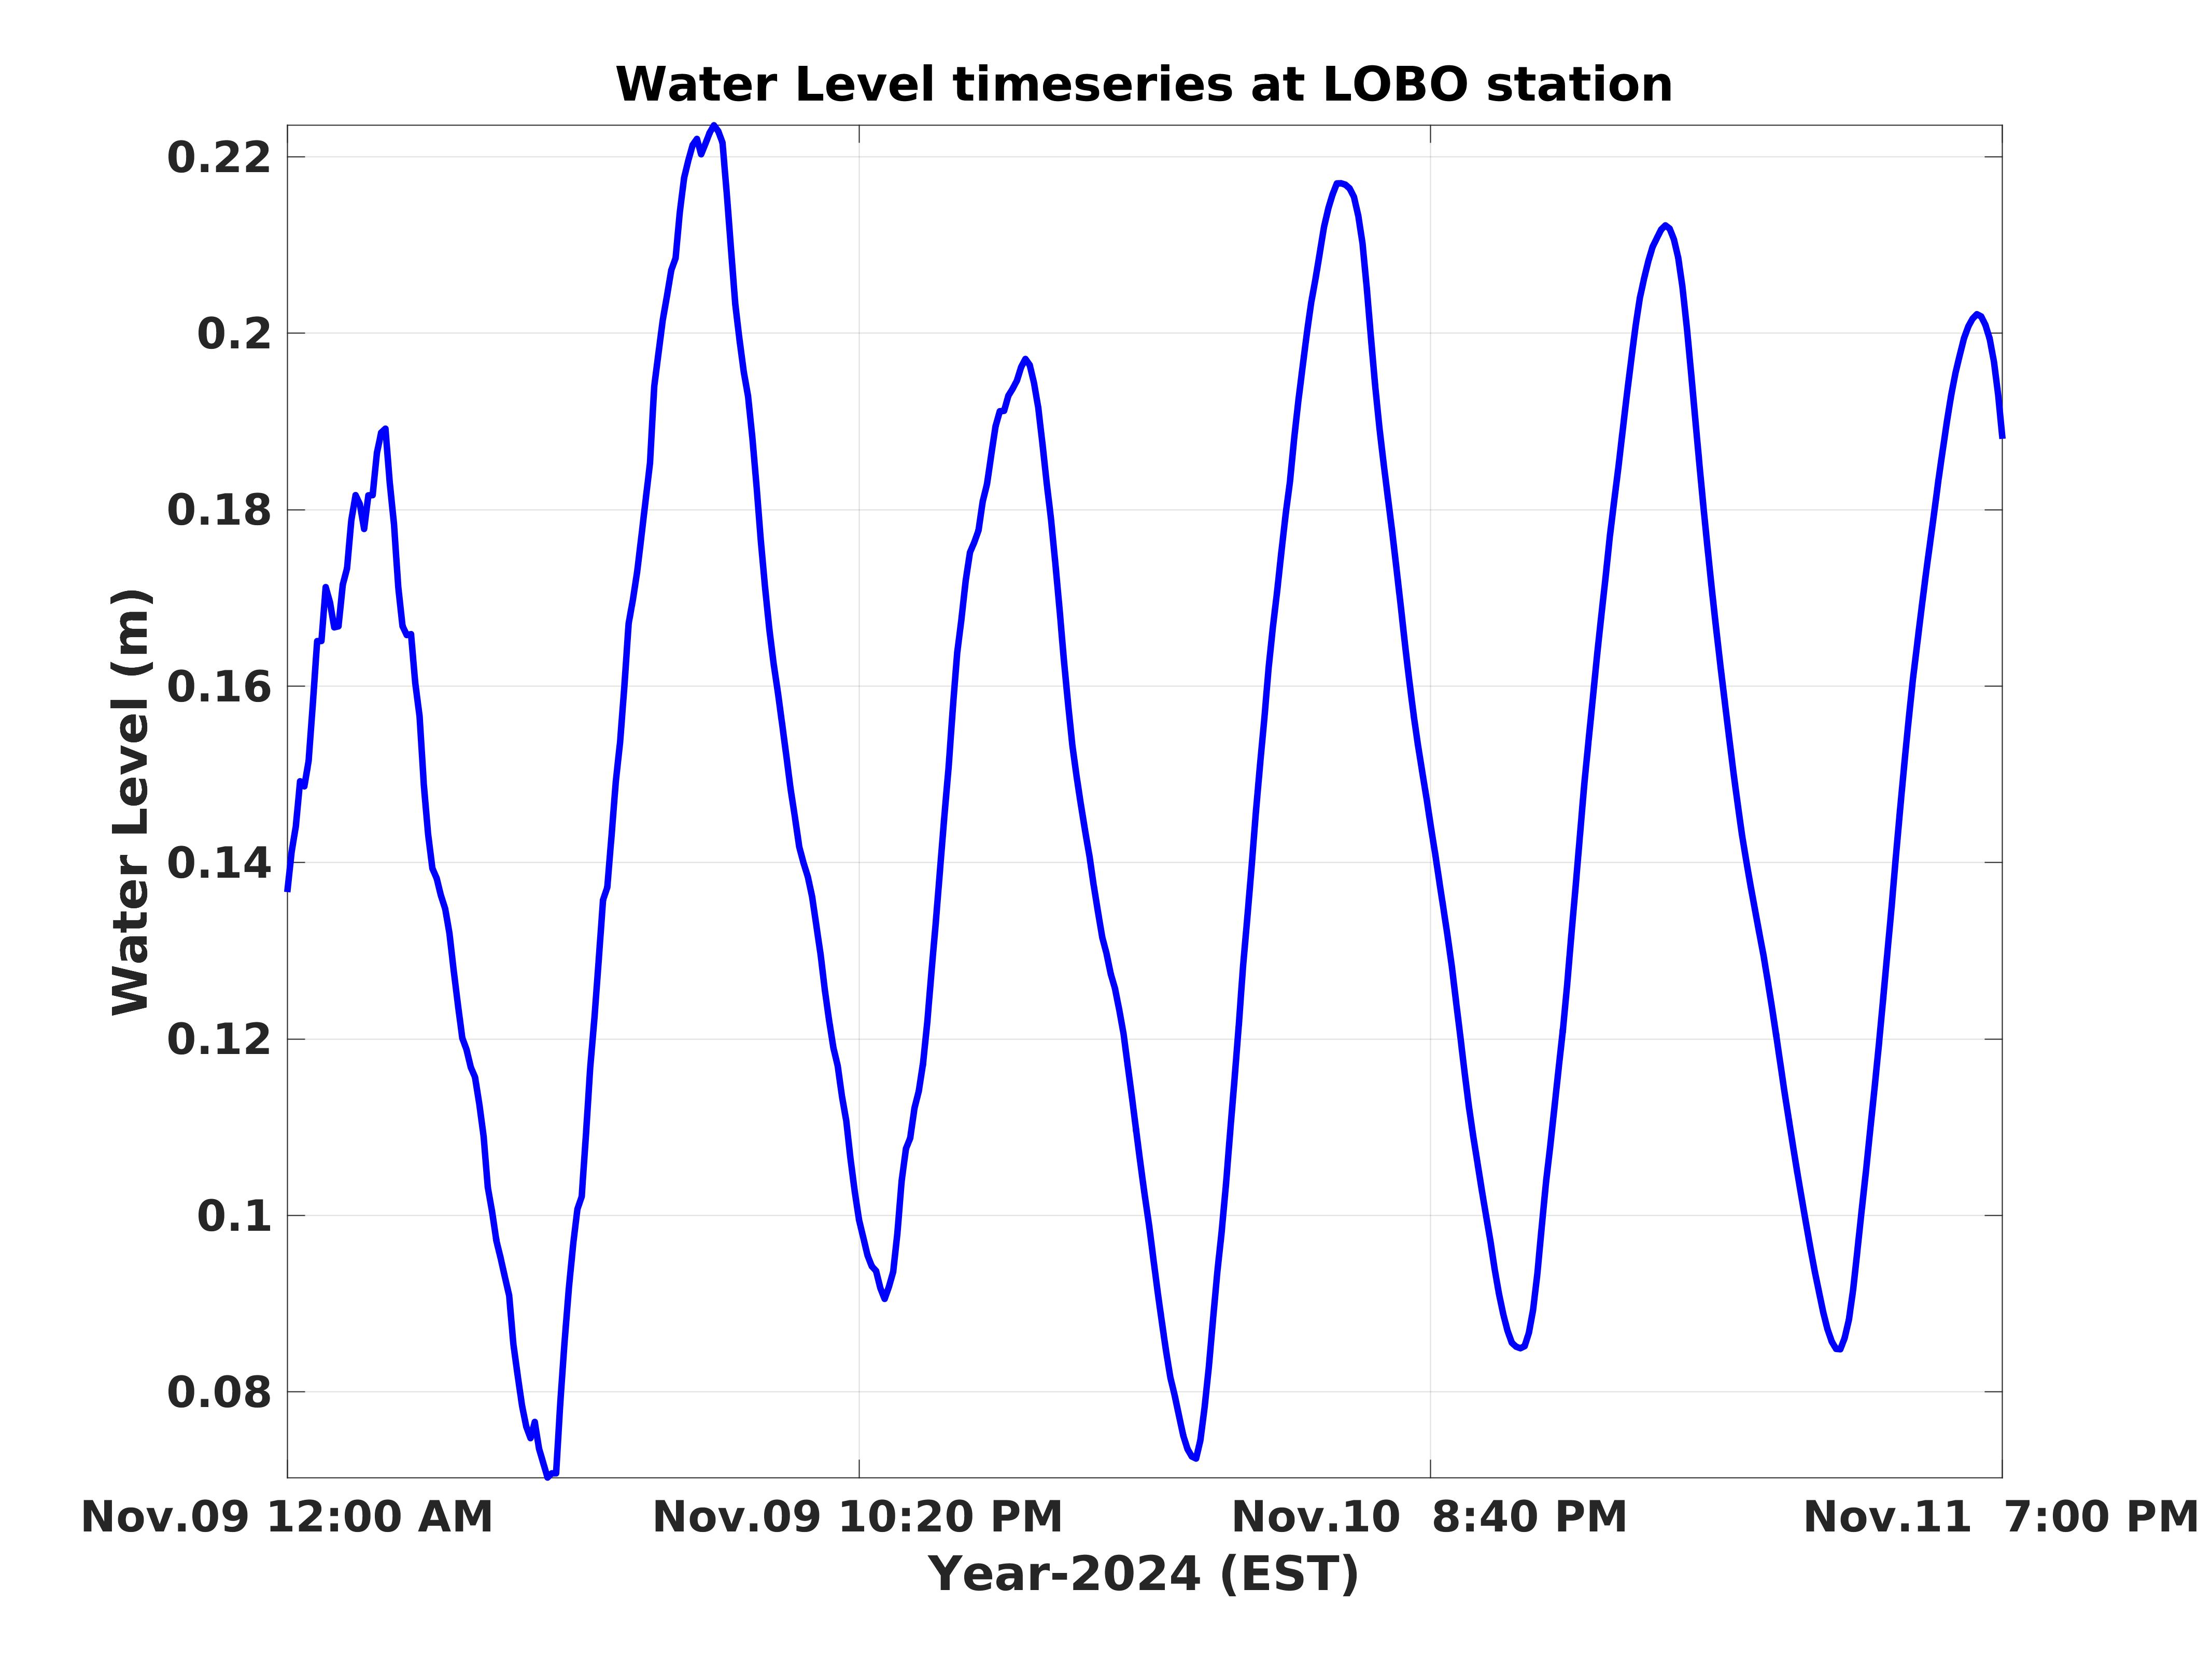 Water Level timeseries at LOBO station
0.22
0.2
0.18
0.16
0.14
0.12
0.1
0.08
Water Level (m)
Nov.09 12:00 AM
Nov.09 10:20 PM
Nov.10  8:40 PM
Nov.11  7:00 PM
Year-2024 (EST)